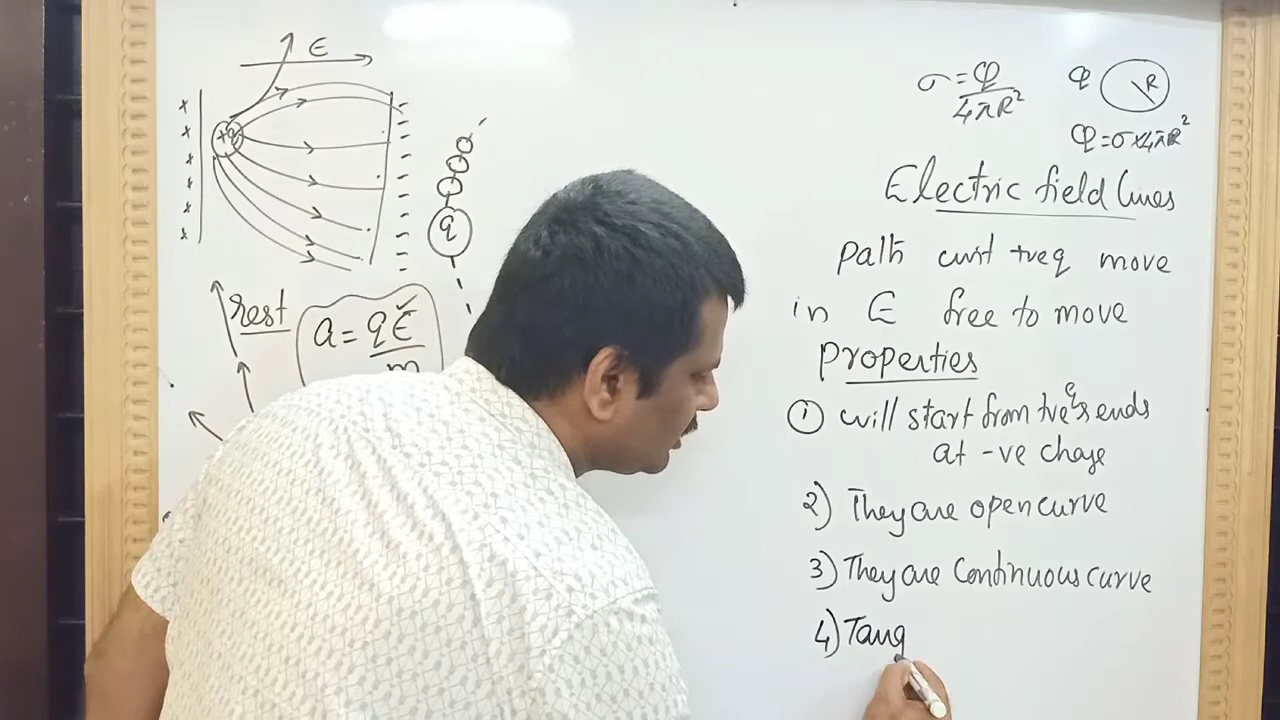 E
+q
q
rest
a = qE
m
σ = φ
4πR²
φ
R
φ = σ×4πR²
Electric field lines
path unit +ve q move
in E free to move
Properties
① will start from +ve q & ends
at -ve charge
2) They are open curve
3) They are continuous curve
4) Tang